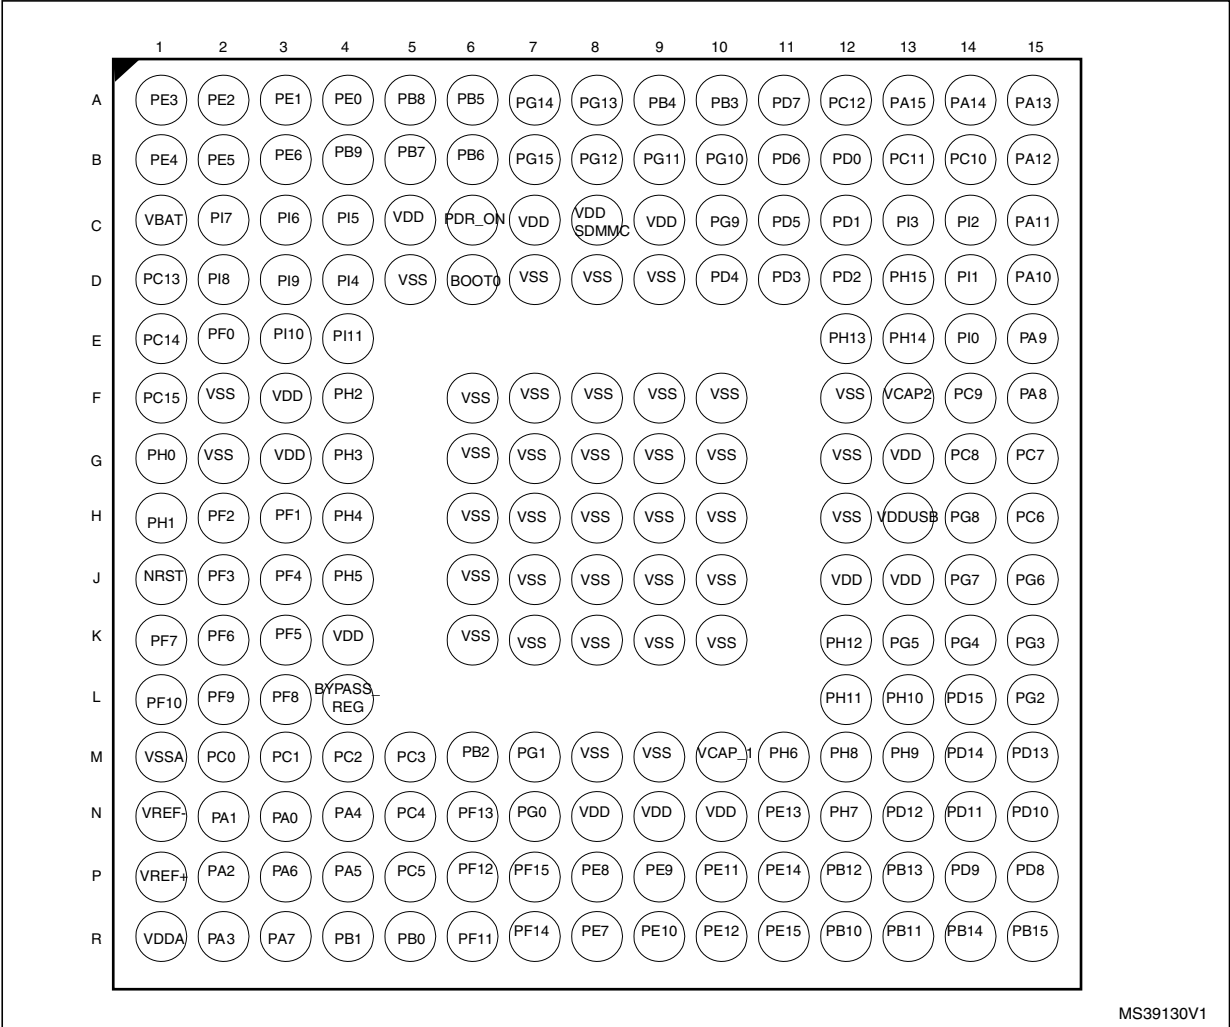 1 2 3 4 5 6 7 8 9 10 11 12 13 14 15
A PE3 PE2 PE1 PE0 PB8 PB5 PG14 PG13 PB4 PB3 PD7 PC12 PA15 PA14 PA13
B PE4 PE5 PE6 PB9 PB7 PB6 PG15 PG12 PG11 PG10 PD6 PD0 PC11 PC10 PA12
C VBAT PI7 PI6 PI5 VDD PDR_ON VDD VDD SDMMC VDD PG9 PD5 PD1 PI3 PI2 PA11
D PC13 PI8 PI9 PI4 VSS BOOT0 VSS VSS VSS PD4 PD3 PD2 PH15 PI1 PA10
E PC14 PF0 PI10 PI11 PH13 PH14 PI0 PA9
F PC15 VSS VDD PH2 VSS VSS VSS VSS VSS VSS VCAP2 PC9 PA8
G PH0 VSS VDD PH3 VSS VSS VSS VSS VSS VSS VDD PC8 PC7
H PH1 PF2 PF1 PH4 VSS VSS VSS VSS VSS VSS VDDUSB PG8 PC6
J NRST PF3 PF4 PH5 VSS VSS VSS VSS VSS VDD VDD PG7 PG6
K PF7 PF6 PF5 VDD VSS VSS VSS VSS VSS PH12 PG5 PG4 PG3
L PF10 PF9 PF8 BYPASS_ REG PH11 PH10 PD15 PG2
M VSSA PC0 PC1 PC2 PC3 PB2 PG1 VSS VSS VCAP_1 PH6 PH8 PH9 PD14 PD13
N VREF- PA1 PA0 PA4 PC4 PF13 PG0 VDD VDD VDD PE13 PH7 PD12 PD11 PD10
P VREF+ PA2 PA6 PA5 PC5 PF12 PF15 PE8 PE9 PE11 PE14 PB12 PB13 PD9 PD8
R VDDA PA3 PA7 PB1 PB0 PF11 PF14 PE7 PE10 PE12 PE15 PB10 PB11 PB14 PB15
MS39130V1